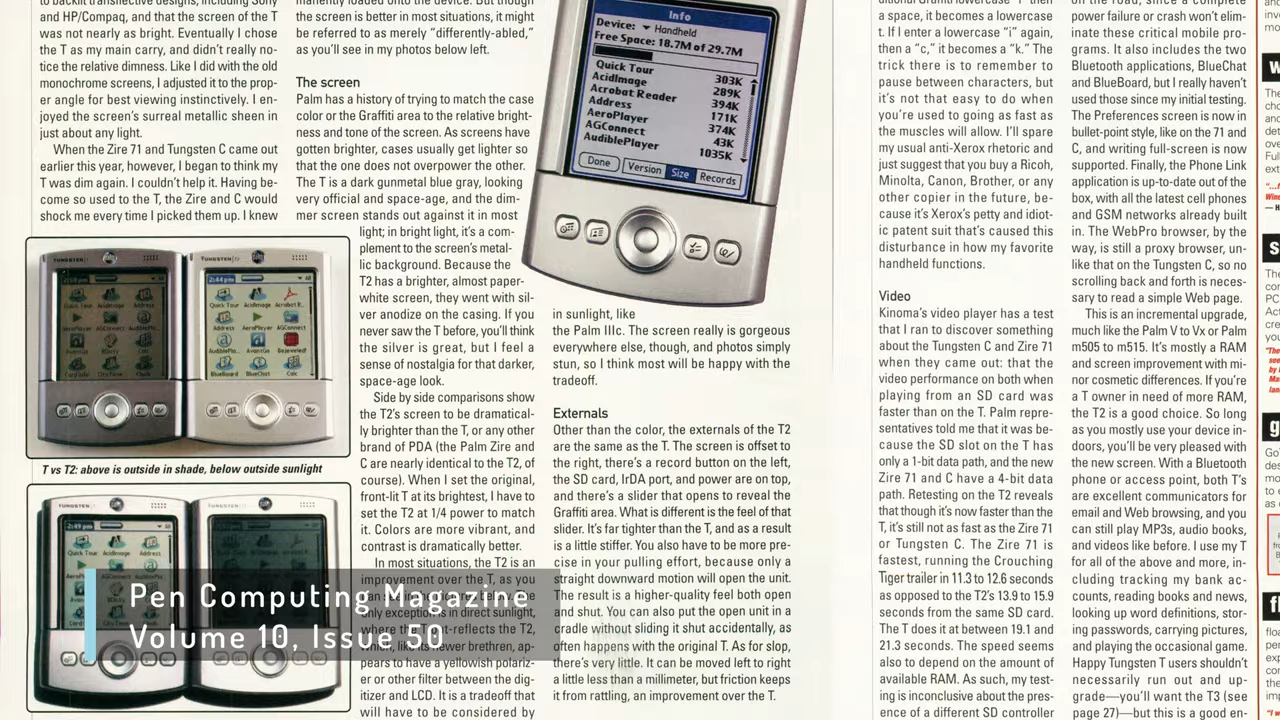 to backlit transflective designs, including Sony
and HP/Compaq, and that the screen of the T
was not nearly as bright. Eventually I chose
the T as my main carry, and didn't really no-
tice the relative dimness. Like I did with the old
monochrome screens, I adjusted it to the prop-
er angle for best viewing instinctively. I en-
joyed the screen's surreal metallic sheen in
just about any light.
When the Zire 71 and Tungsten C came out
earlier this year, however, I began to think my
T was dim again. I couldn't help it. Having be-
come so used to the T, the Zire and C would
shock me every time I picked them up. I knew
T vs T2: above is outside in shade, below outside sunlight
manently loaded onto the device. But though
the screen is better in most situations, it might
be referred to as merely "differently-abled,"
as you'll see in my photos below left.
The screen
Palm has a history of trying to match the case
color or the Graffiti area to the relative bright-
ness and tone of the screen. As screens have
gotten brighter, cases usually get lighter so
that the one does not overpower the other.
The T is a dark gunmetal blue gray, looking
very official and space-age, and the dim-
mer screen stands out against it in most
light; in bright light, it's a com-
plement to the screen's metal-
lic background. Because the
T2 has a brighter, almost paper-
white screen, they went with sil-
ver anodize on the casing. If you
never saw the T before, you'll think
the silver is great, but I feel a
sense of nostalgia for that darker,
space-age look.
Side by side comparisons show
the T2's screen to be dramatical-
ly brighter than the T, or any other
brand of PDA (the Palm Zire and
C are nearly identical to the T2, of
course). When I set the original,
front-lit T at its brightest, I have to
set the T2 at 1/4 power to match
it. Colors are more vibrant, and
contrast is dramatically better.
In most situations, the T2 is an
improvement over the T, as you
only exceptions in direct sunlight,
which, like its newer brethren, ap-
pears to have a yellowish polariz-
er or other filter between the dig-
itizer and LCD. It is a tradeoff that
will have to be considered by
Info
Device: Handheld
Free Space: 18.7M of 29.7M
Quick Tour 303K
AcidImage 289K
Acrobat Reader 394K
Address 171K
AeroPlayer 374K
AGConnect 43K
AudiblePlayer 1035K
Done Version Size Records
in sunlight, like
the Palm IIIc. The screen really is gorgeous
everywhere else, though, and photos simply
stun, so I think most will be happy with the
tradeoff.
Externals
Other than the color, the externals of the T2
are the same as the T. The screen is offset to
the right, there's a record button on the left,
the SD card, IrDA port, and power are on top,
and there's a slider that opens to reveal the
Graffiti area. What is different is the feel of that
slider. It's far tighter than the T, and as a result
is a little stiffer. You also have to be more pre-
cise in your pulling effort, because only a
straight downward motion will open the unit.
The result is a higher-quality feel both open
and shut. You can also put the open unit in a
cradle without sliding it shut accidentally, as
often happens with the original T. As for slop,
there's very little. It can be moved left to right
a little less than a millimeter, but friction keeps
it from rattling, an improvement over the T.
a space, it becomes a lowercase
t. If you enter a lowercase "i" again,
then a "c," it becomes a "k." The
trick there is to remember to
pause between characters, but
it's not that easy to do when
you're used to going as fast as
the muscles will allow. I'll spare
my usual anti-Xerox rhetoric and
just suggest that you buy a Ricoh,
Minolta, Canon, Brother, or any
other copier in the future, be-
cause it's Xerox's petty and idiot-
ic patent suit that's caused this
disturbance in how my favorite
handheld functions.
Video
Kinoma's video player has a test
that I ran to discover something
about the Tungsten C and Zire 71
when they came out: that the
video performance on both when
playing from an SD card was
faster than on the T. Palm repre-
sentatives told me that it was be-
cause the SD slot on the T has
only a 1-bit data path, and the new
Zire 71 and C have a 4-bit data
path. Retesting on the T2 reveals
that though it's now faster than the
T, it's still not as fast as the Zire 71
or Tungsten C. The Zire 71 is
fastest, running the Crouching
Tiger trailer in 11.3 to 12.6 seconds
as opposed to the T2's 13.9 to 15.9
seconds from the same SD card.
The T does it at between 19.1 and
21.3 seconds. The speed seems
also to depend on the amount of
available RAM. As such, my test-
ing is inconclusive about the pres-
ence of a different SD controller
power failure or crash won't elim-
inate these critical mobile pro-
grams. It also includes the two
Bluetooth applications, BlueChat
and BlueBoard, but I really haven't
used those since my initial testing.
The Preferences screen is now in
bullet-point style, like on the 71 and
C, and writing full-screen is now
supported. Finally, the Phone Link
application is up-to-date out of the
box, with all the latest cell phones
and GSM networks already built
in. The WebPro browser, by the
way, is still a proxy browser, un-
like that on the Tungsten C, so no
scrolling back and forth is neces-
sary to read a simple Web page.
This is an incremental upgrade,
much like the Palm V to Vx or Palm
m505 to m515. It's mostly a RAM
and screen improvement with mi-
nor cosmetic differences. If you're
a T owner in need of more RAM,
the T2 is a good choice. So long
as you mostly use your device in-
doors, you'll be very pleased with
the new screen. With a Bluetooth
phone or access point, both T's
are excellent communicators for
email and Web browsing, and you
can still play MP3s, audio books,
and videos like before. I use my T
for all of the above and more, in-
cluding tracking my bank ac-
counts, reading books and news,
looking up word definitions, stor-
ing passwords, carrying pictures,
and playing the occasional game.
Happy Tungsten T users shouldn't
necessarily run out and up-
grade—you'll want the T3 (see
page 27)—but this is a good en-
Pen Computing Magazine
Volume 10, Issue 50